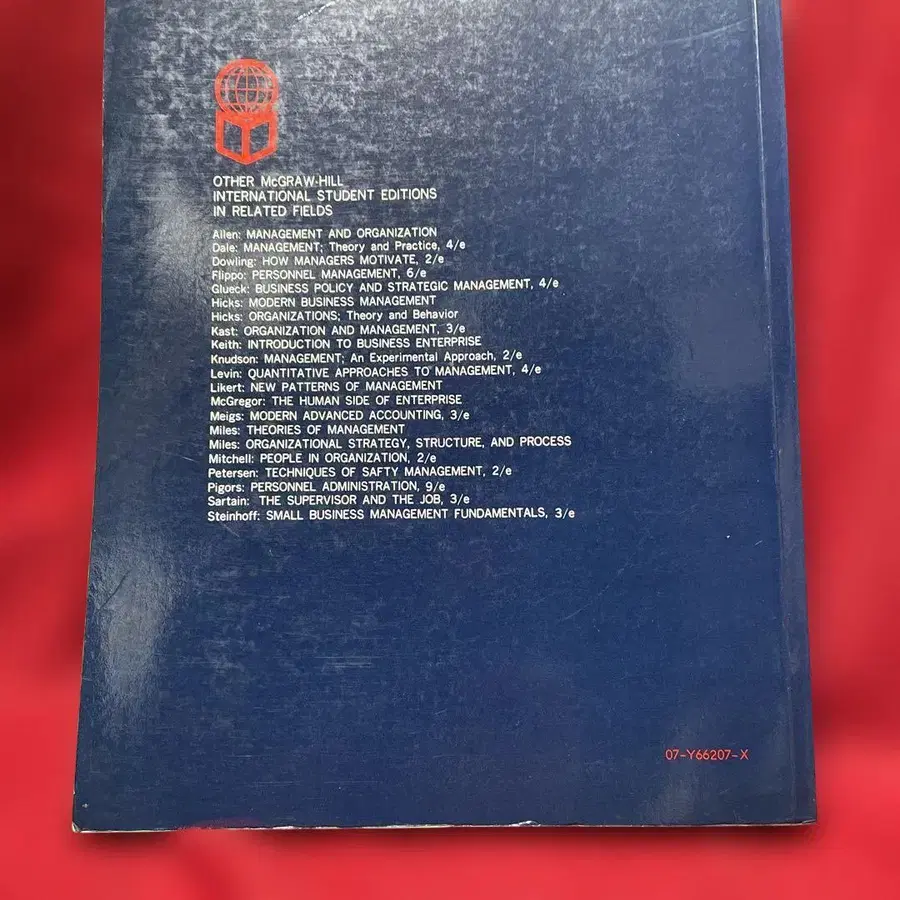 OTHER McGRAW-HILL
INTERNATIONAL STUDENT EDITIONS
IN RELATED FIELDS
Allen: MANAGEMENT AND ORGANIZATION
Dale: MANAGEMENT; Theory and Practice, 4/e
Dowling: HOW MANAGERS MOTIVATE, 2/e
Flippo: PERSONNEL MANAGEMENT, 6/e
Glueck: BUSINESS POLICY AND STRATEGIC MANAGEMENT, 4/e
Hicks: MODERN BUSINESS MANAGEMENT
Hicks: ORGANIZATIONS; Theory and Behavior
Kast: ORGANIZATION AND MANAGEMENT, 3/e
Keith: INTRODUCTION TO BUSINESS ENTERPRISE
Knudson: MANAGEMENT; An Experimental Approach, 2/e
Levin: QUANTITATIVE APPROACHES TO MANAGEMENT, 4/e
Likert: NEW PATTERNS OF MANAGEMENT
McGregor: THE HUMAN SIDE OF ENTERPRISE
Meigs: MODERN ADVANCED ACCOUNTING, 3/e
Miles: THEORIES OF MANAGEMENT
Miles: ORGANIZATIONAL STRATEGY, STRUCTURE, AND PROCESS
Mitchell: PEOPLE IN ORGANIZATION, 2/e
Petersen: TECHNIQUES OF SAFTY MANAGEMENT, 2/e
Pigors: PERSONNEL ADMINISTRATION, 9/e
Sartain: THE SUPERVISOR AND THE JOB, 3/e
Steinhoff: SMALL BUSINESS MANAGEMENT FUNDAMENTALS, 3/e
07-Y66207-X